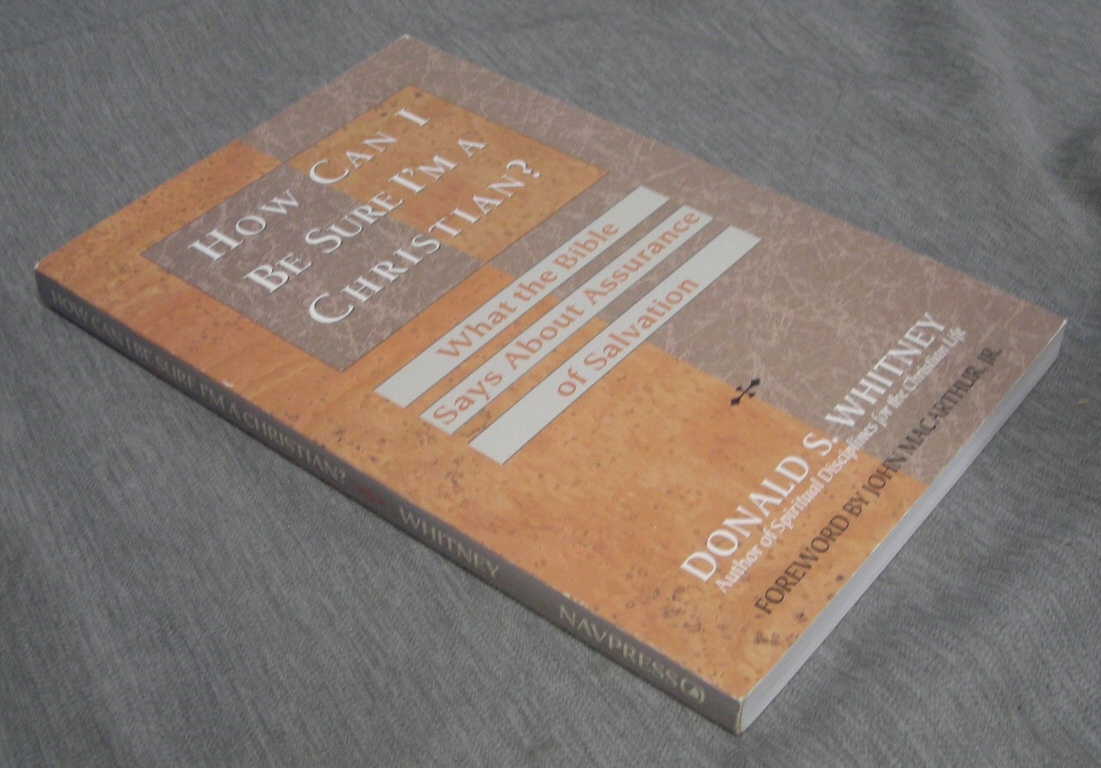 HOW CAN I
BE SURE I'M A
CHRISTIAN?
What the Bible
Says About Assurance
of Salvation
DONALD S. WHITNEY
Author of Spiritual Disciplines for the Christian Life
FOREWORD BY JOHN MACARTHUR, JR.
HOW CAN I BE SURE I'M A CHRISTIAN? WHITNEY NAVPRESS